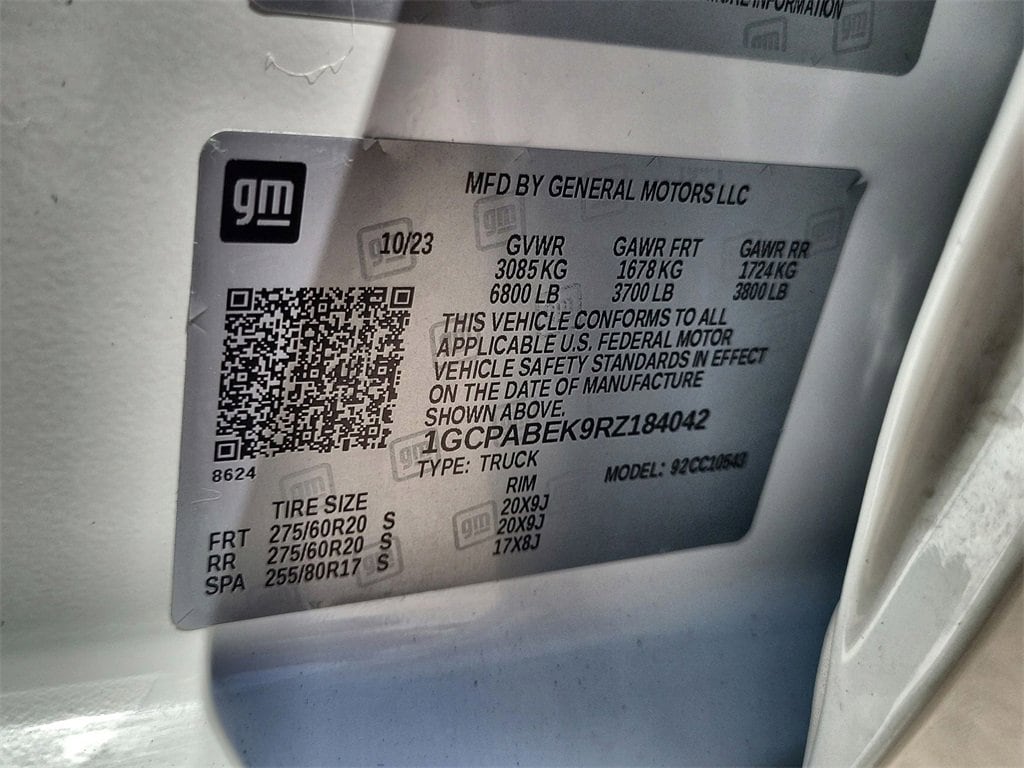 MORE INFORMATION
gm
gm
MFD BY GENERAL MOTORS LLC
10/23 GVWR GAWR FRT GAWR RR
3085 KG 1678 KG 1724 KG
6800 LB 3700 LB 3800 LB
THIS VEHICLE CONFORMS TO ALL
APPLICABLE U.S. FEDERAL MOTOR
VEHICLE SAFETY STANDARDS IN EFFECT
ON THE DATE OF MANUFACTURE
SHOWN ABOVE.
1GCPABEK9RZ184042
8624
TYPE: TRUCK MODEL: 92CC10543
TIRE SIZE RIM
FRT 275/60R20 S 20X9J
RR 275/60R20 S 20X9J
SPA 255/80R17 S 17X8J